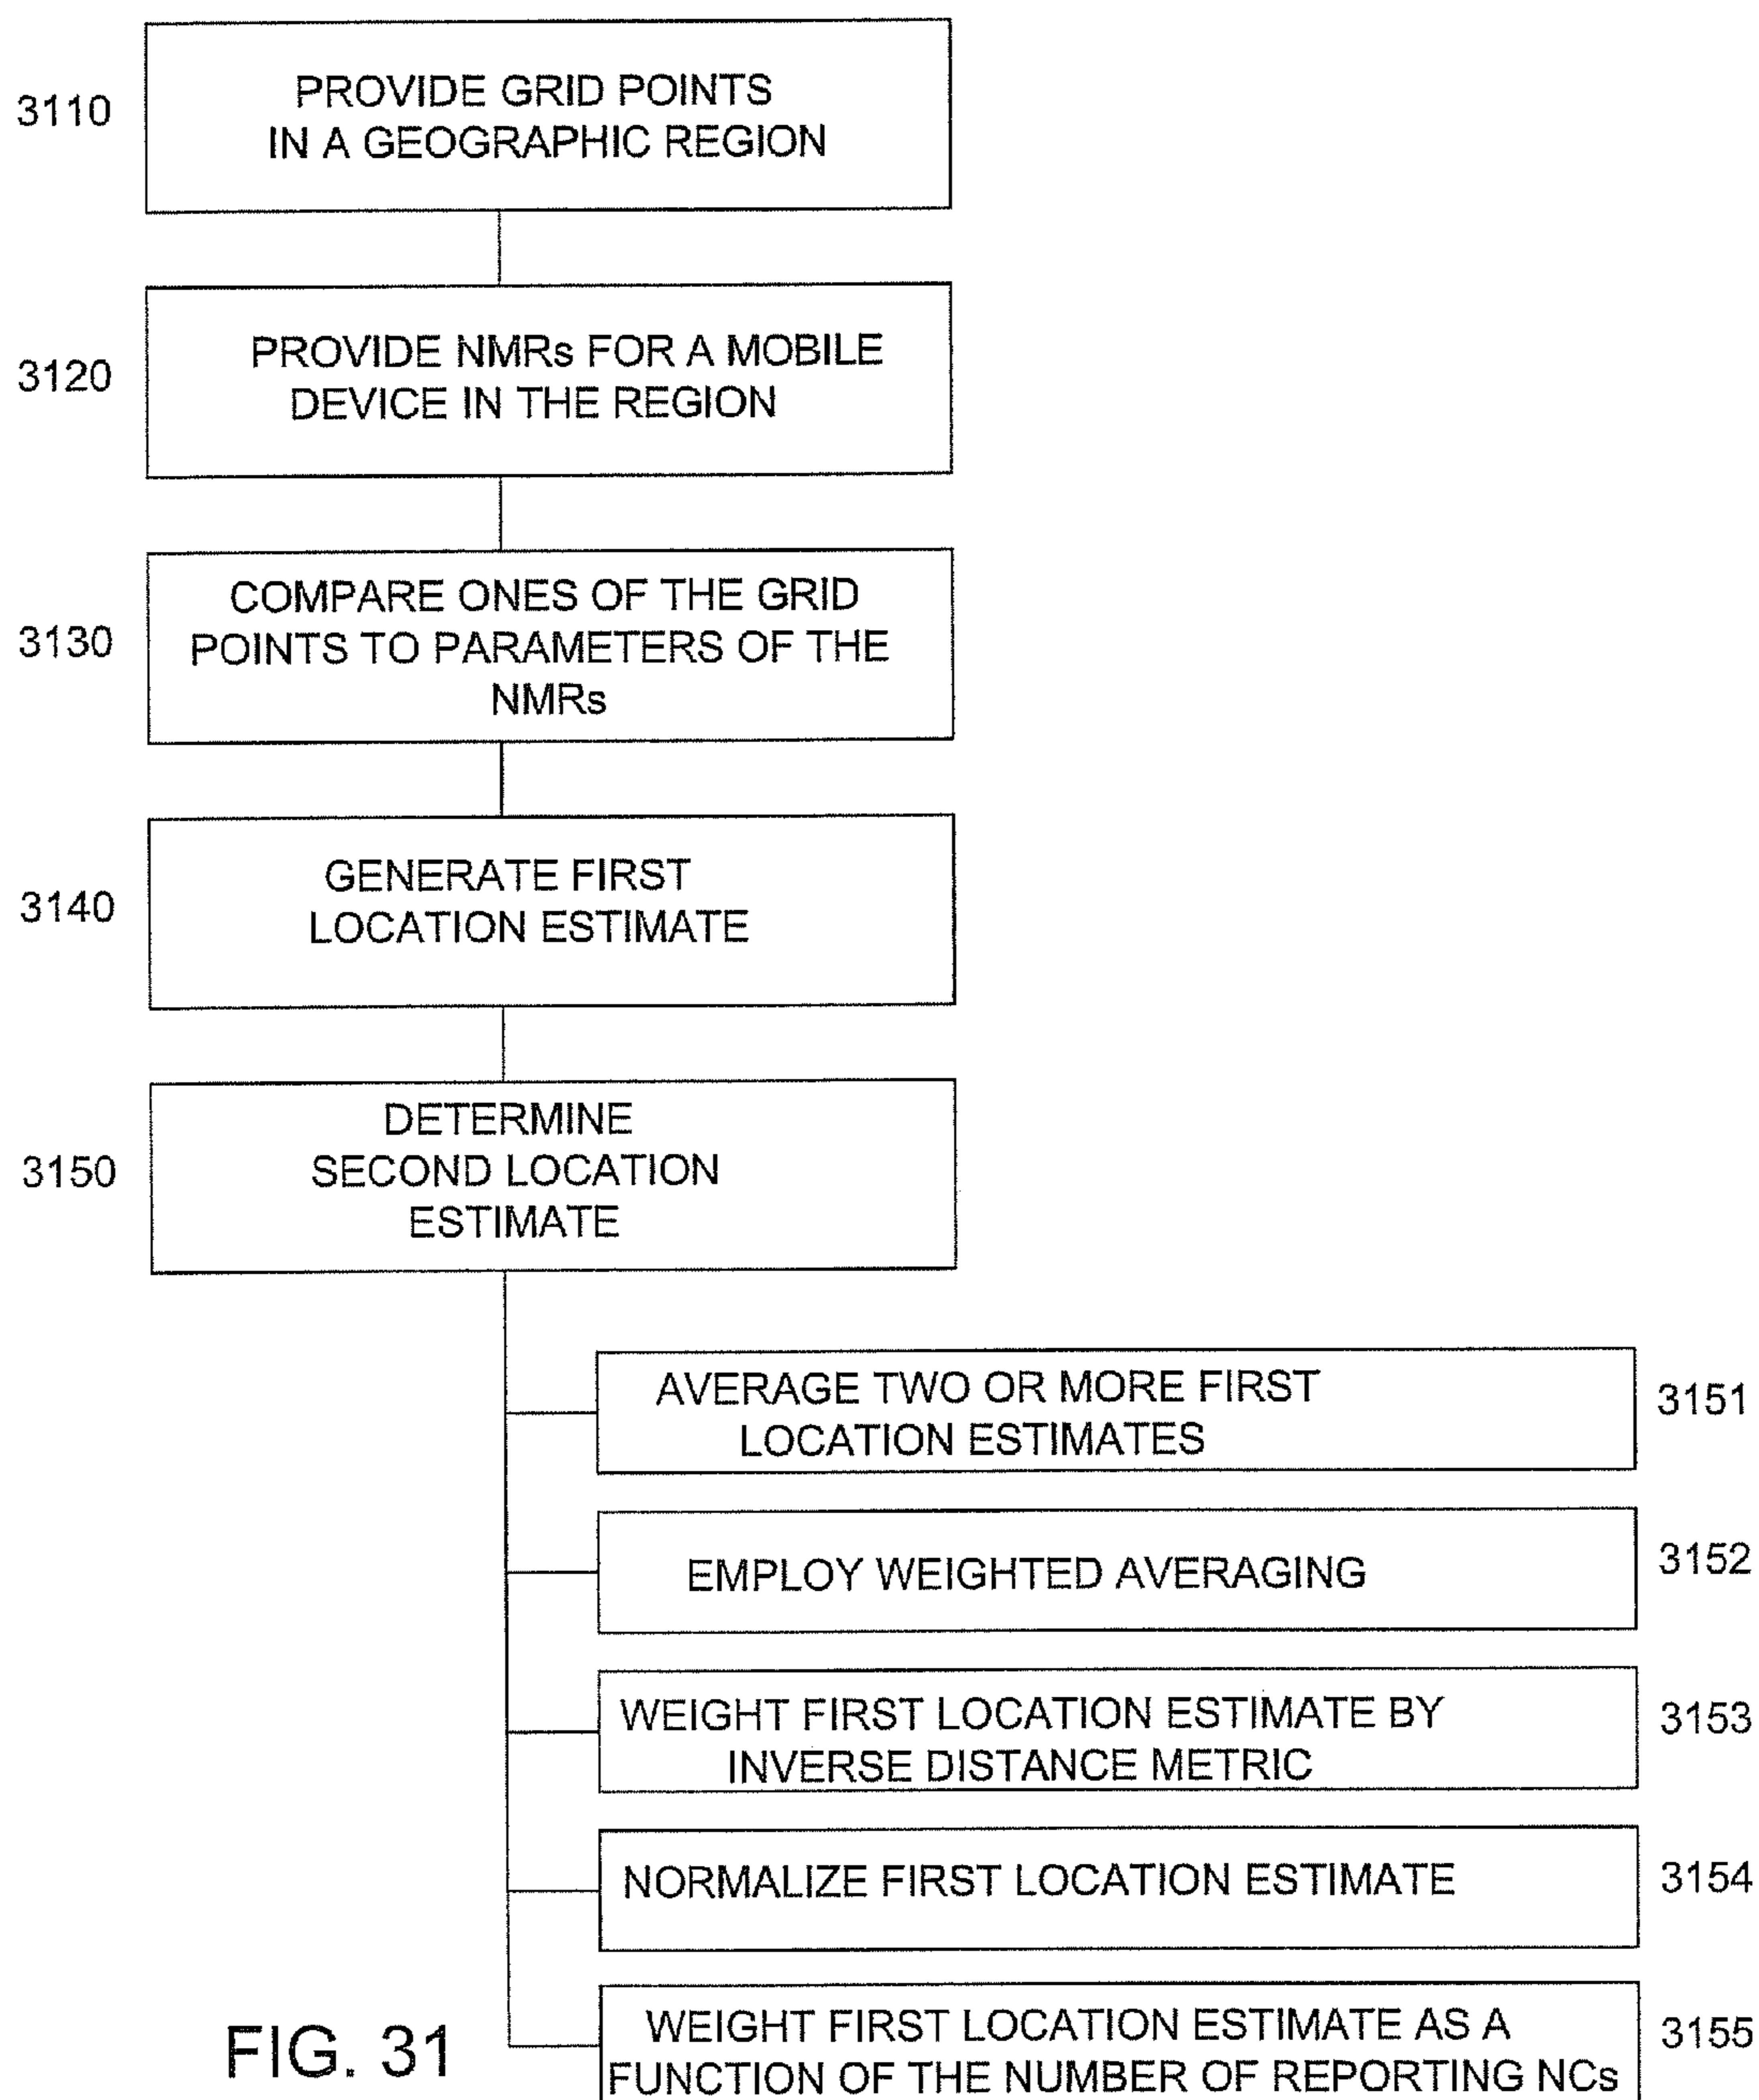 3110
PROVIDE GRID POINTS
IN A GEOGRAPHIC REGION
3120
PROVIDE NMRs FOR A MOBILE
DEVICE IN THE REGION
3130
COMPARE ONES OF THE GRID
POINTS TO PARAMETERS OF THE
NMRs
3140
GENERATE FIRST
LOCATION ESTIMATE
3150
DETERMINE
SECOND LOCATION
ESTIMATE
AVERAGE TWO OR MORE FIRST
LOCATION ESTIMATES
3151
EMPLOY WEIGHTED AVERAGING
3152
WEIGHT FIRST LOCATION ESTIMATE BY
INVERSE DISTANCE METRIC
3153
NORMALIZE FIRST LOCATION ESTIMATE
3154
WEIGHT FIRST LOCATION ESTIMATE AS A
FUNCTION OF THE NUMBER OF REPORTING NCs
3155
FIG. 31